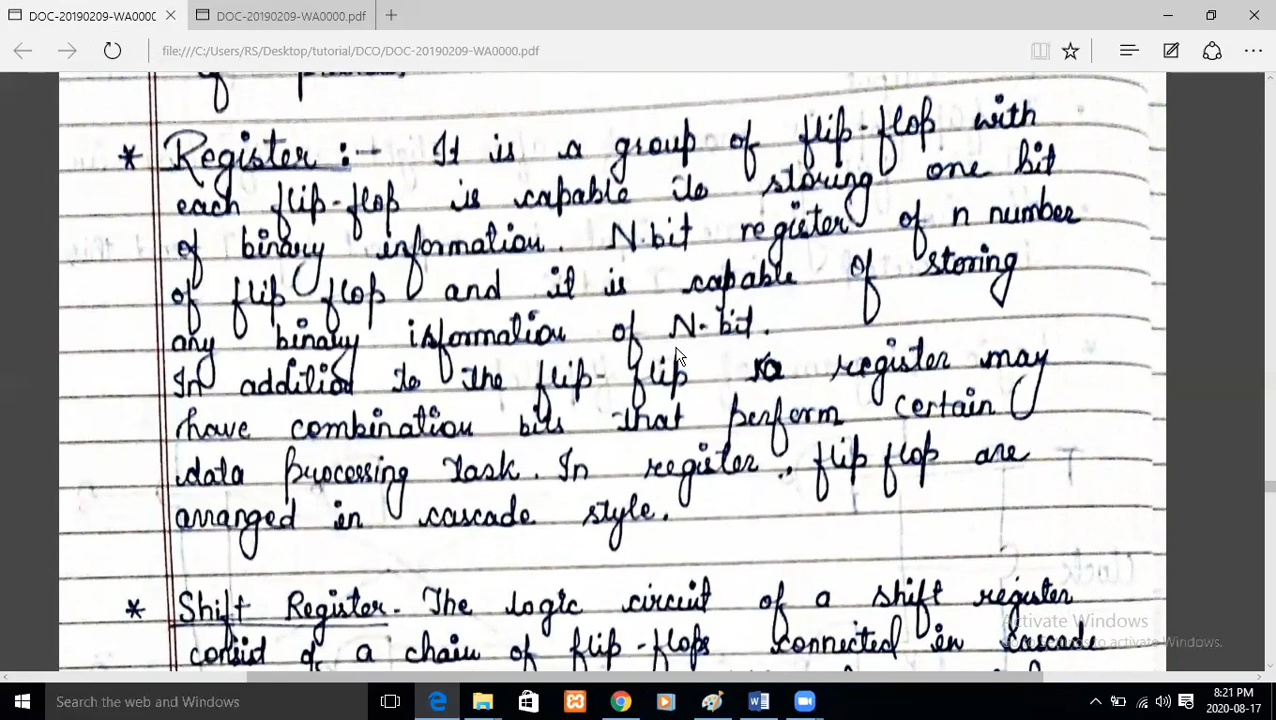 DOC-20190209-WA0000
DOC-20190209-WA0000.pdf
file:///C:/Users/RS/Desktop/tutorial/DCO/DOC-20190209-WA0000.pdf
* Register :- It is a group of flip-flop with
each flip-flop is capable to storing one bit
of binary information. N-bit register of n number
of flip flop and it is capable of storing
any binary isformation of N-bit.
In addition to the flip-flip a register may
have combination bits that perform certain
data processing task. In register, flip flop are
arranged in cascade style.
* Shift Register - The logic circuit of a shift register
consist of a chain of flip-flops connected in cascade
Activate Windows
to activate Windows.
Search the web and Windows
8:21 PM
2020-08-17